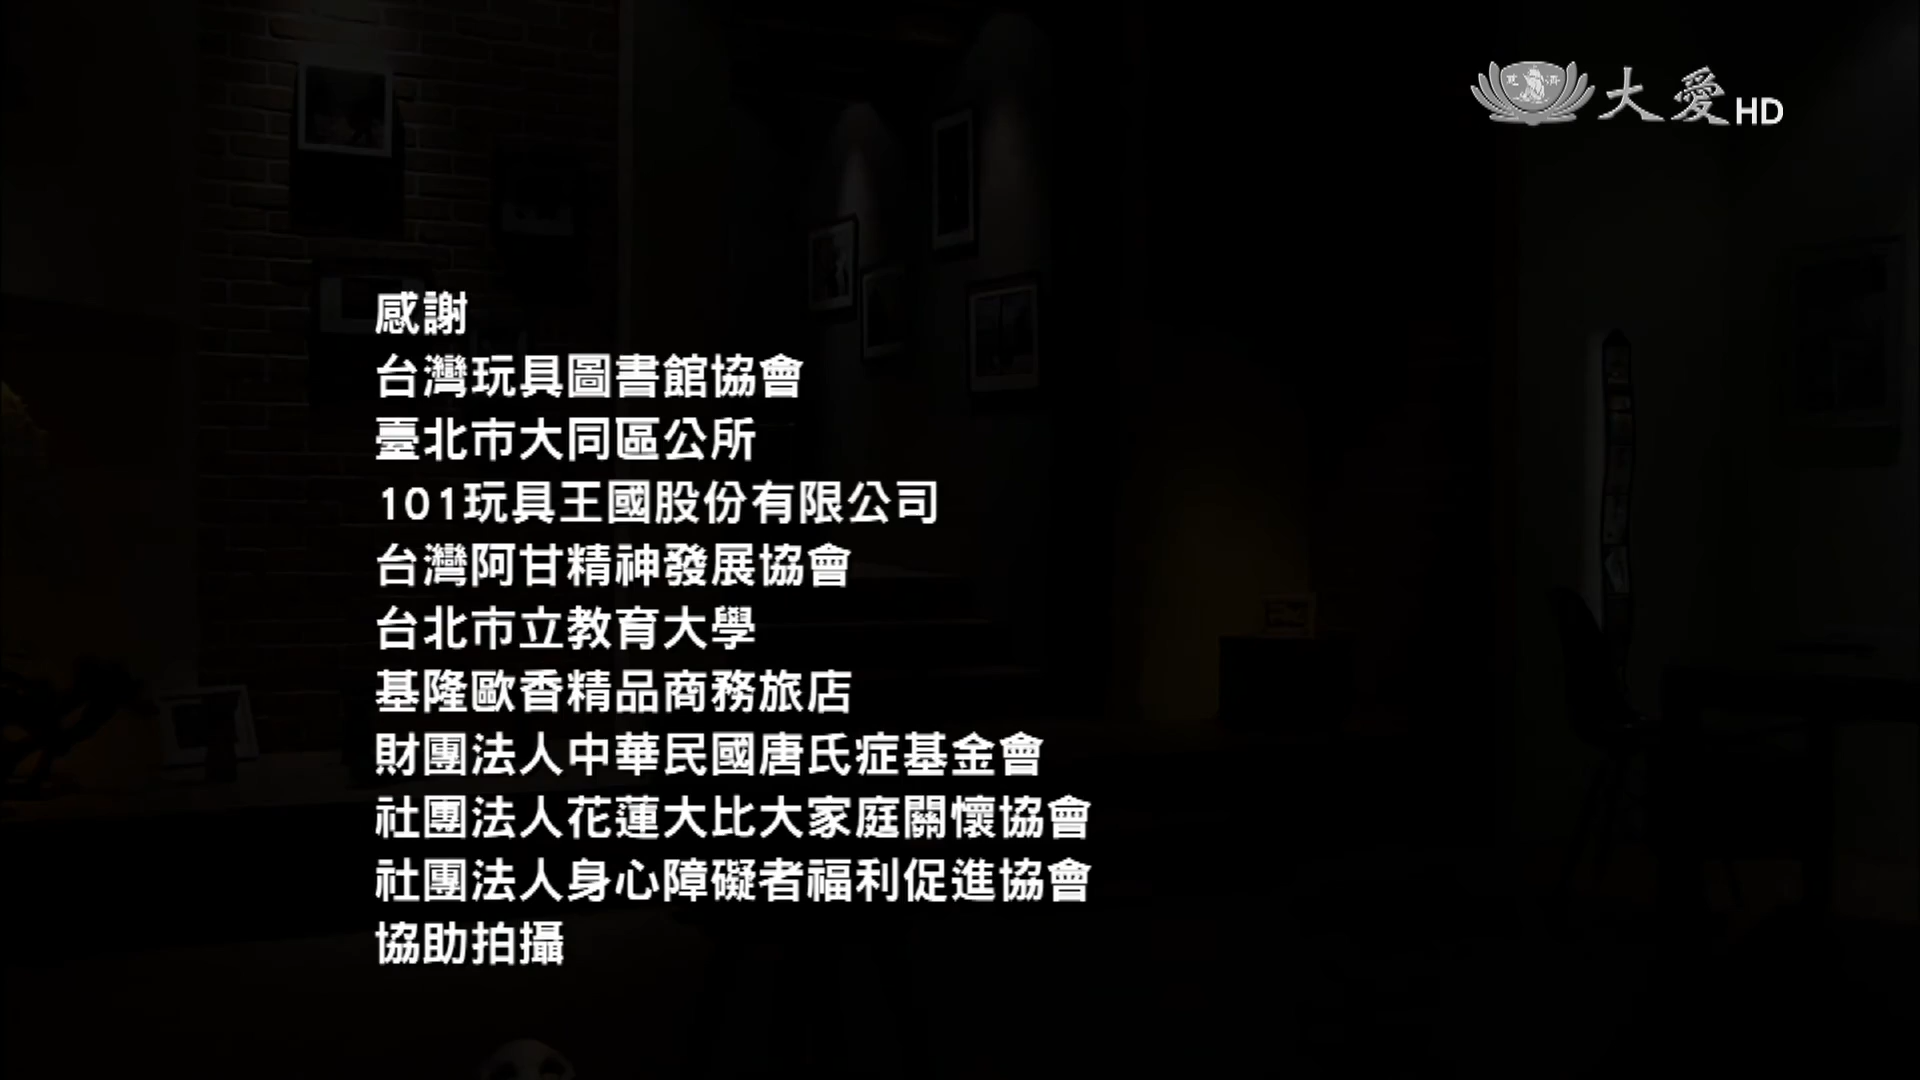 大愛HD
感謝
台灣玩具圖書館協會
臺北市大同區公所
101玩具王國股份有限公司
台灣阿甘精神發展協會
台北市立教育大學
基隆歐香精品商務旅店
財團法人中華民國唐氏症基金會
社團法人花蓮大比大家庭關懷協會
社團法人身心障礙者福利促進協會
協助拍攝